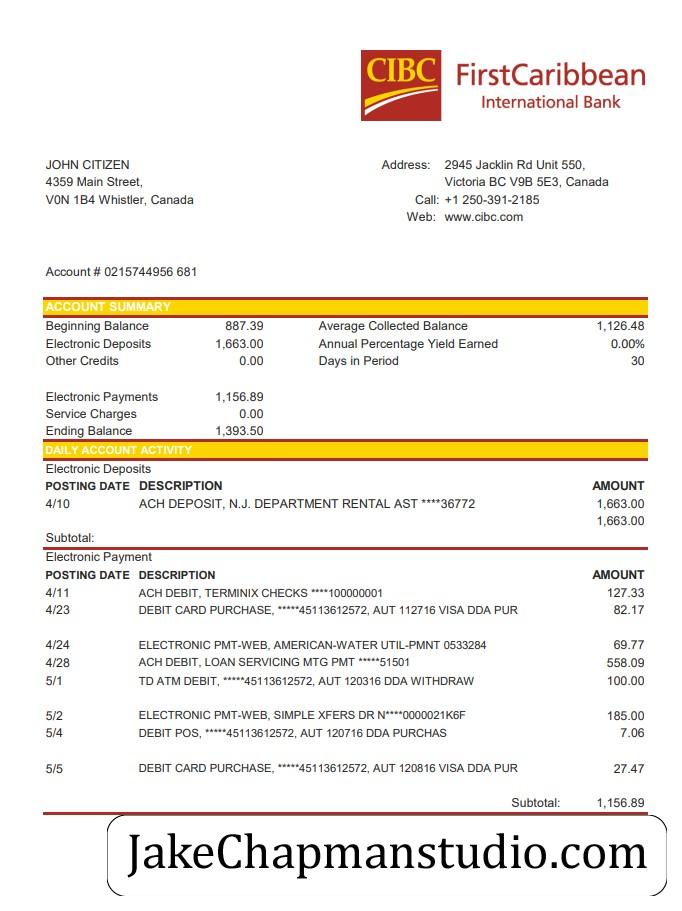 CIBC FirstCaribbean
International Bank
JOHN CITIZEN Address: 2945 Jacklin Rd Unit 550,
4359 Main Street, Victoria BC V9B 5E3, Canada
V0N 1B4 Whistler, Canada Call: +1 250-391-2185
Web: www.cibc.com
Account # 0215744956 681
ACCOUNT SUMMARY
Beginning Balance 887.39 Average Collected Balance 1,126.48
Electronic Deposits 1,663.00 Annual Percentage Yield Earned 0.00%
Other Credits 0.00 Days in Period 30
Electronic Payments 1,156.89
Service Charges 0.00
Ending Balance 1,393.50
DAILY ACCOUNT ACTIVITY
Electronic Deposits
POSTING DATE DESCRIPTION AMOUNT
4/10 ACH DEPOSIT, N.J. DEPARTMENT RENTAL AST ****36772 1,663.00
1,663.00
Subtotal:
Electronic Payment
POSTING DATE DESCRIPTION AMOUNT
4/11 ACH DEBIT, TERMINIX CHECKS ****100000001 127.33
4/23 DEBIT CARD PURCHASE, *****45113612572, AUT 112716 VISA DDA PUR 82.17
4/24 ELECTRONIC PMT-WEB, AMERICAN-WATER UTIL-PMNT 0533284 69.77
4/28 ACH DEBIT, LOAN SERVICING MTG PMT *****51501 558.09
5/1 TD ATM DEBIT, *****45113612572, AUT 120316 DDA WITHDRAW 100.00
5/2 ELECTRONIC PMT-WEB, SIMPLE XFERS DR N****0000021K6F 185.00
5/4 DEBIT POS, *****45113612572, AUT 120716 DDA PURCHAS 7.06
5/5 DEBIT CARD PURCHASE, *****45113612572, AUT 120816 VISA DDA PUR 27.47
Subtotal: 1,156.89
JakeChapmanstudio.com